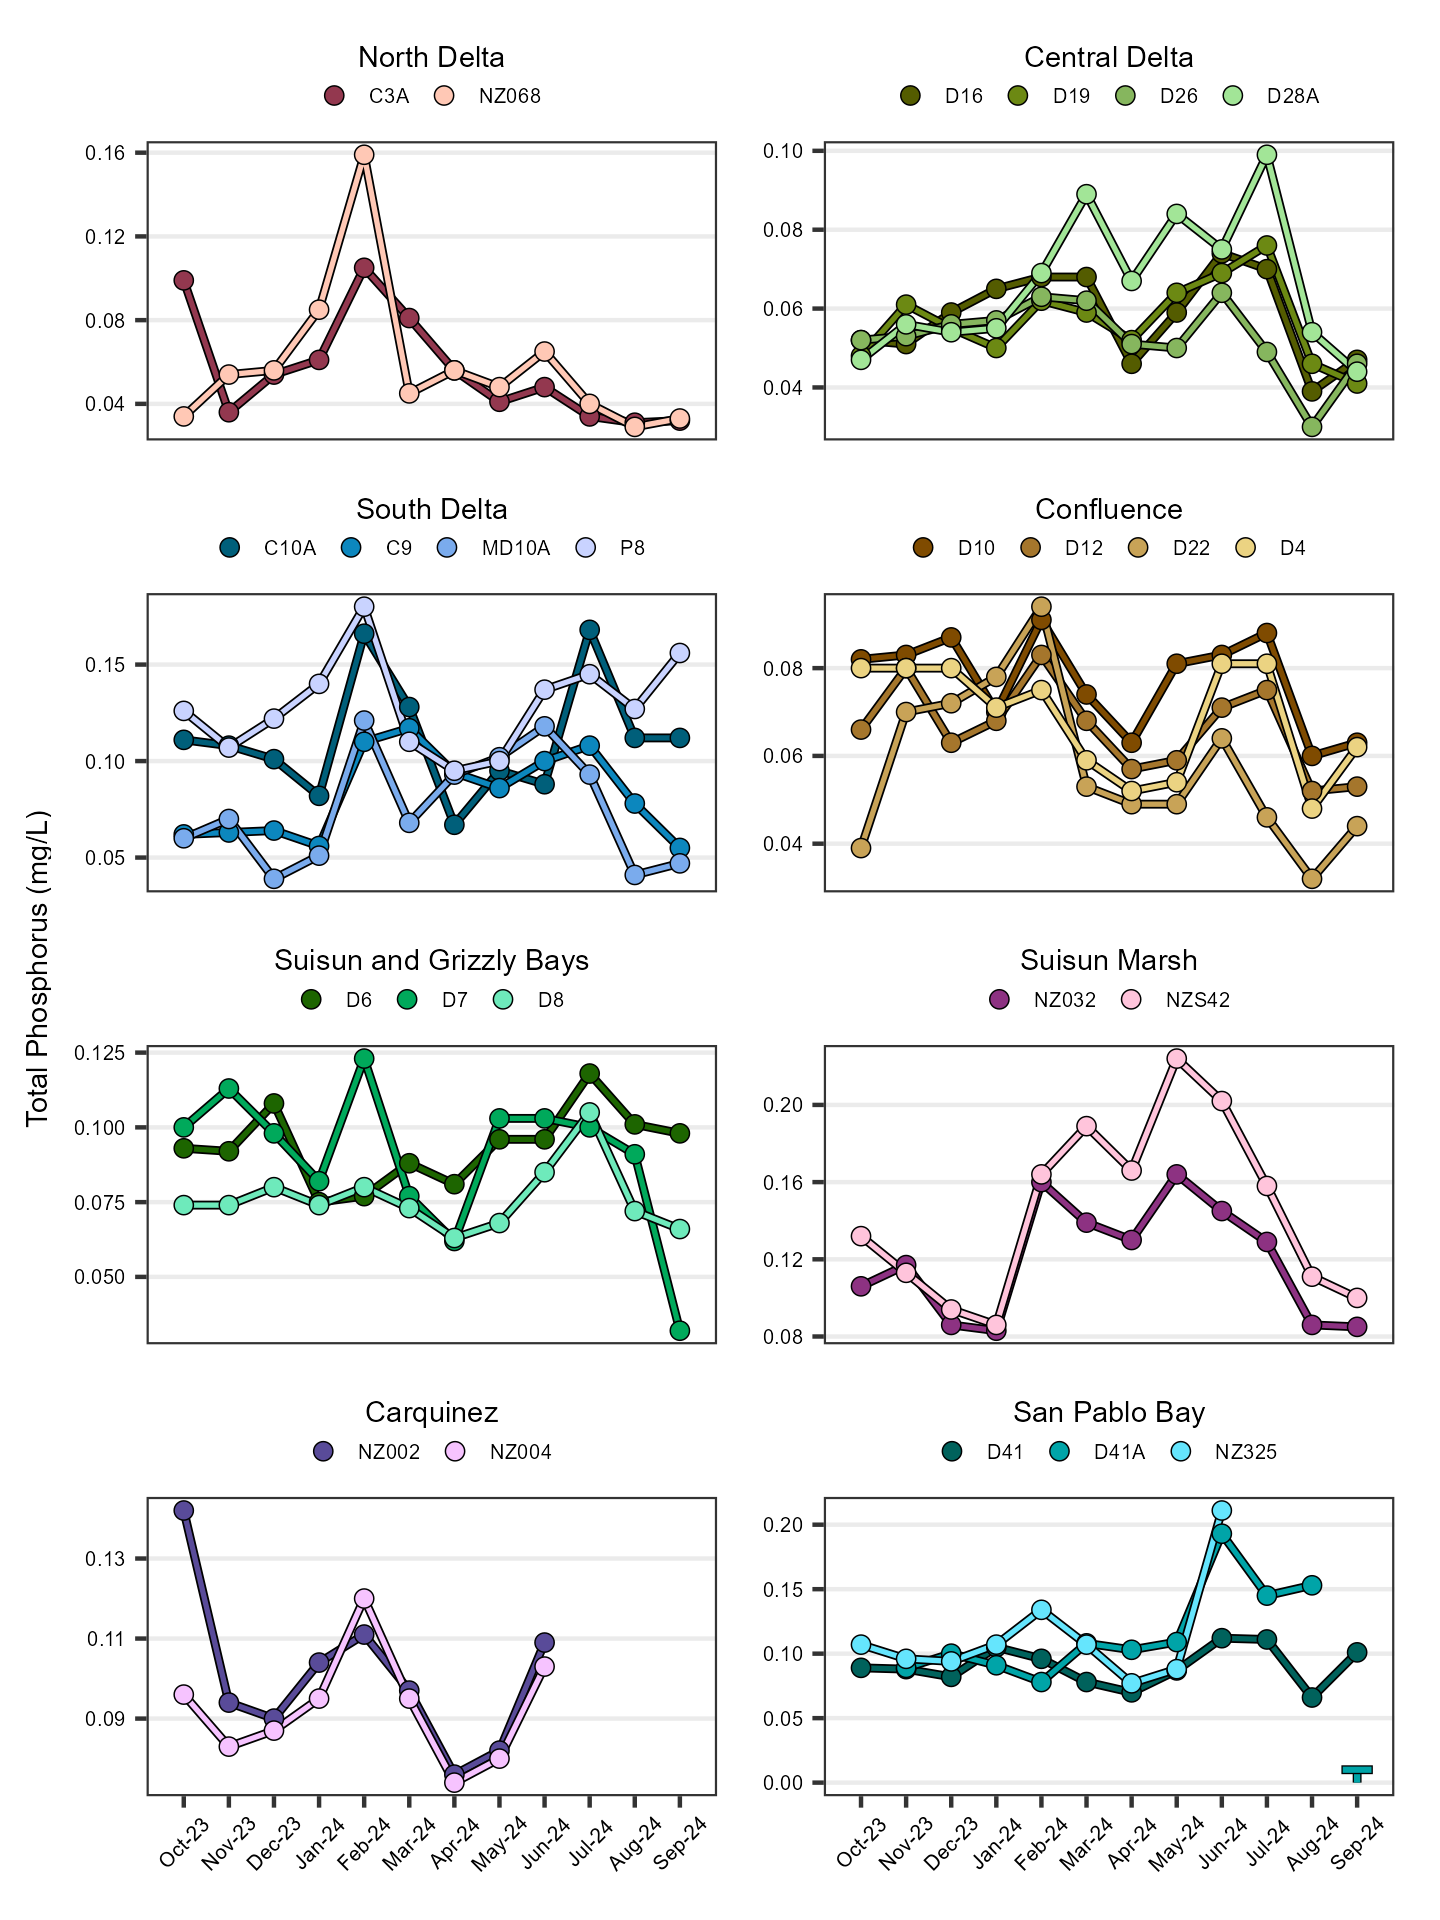 North Delta
C3A NZ068
0.16
0.12
0.08
0.04
Central Delta
D16 D19 D26 D28A
0.10
0.08
0.06
0.04
South Delta
C10A C9 MD10A P8
0.15
0.10
0.05
Confluence
D10 D12 D22 D4
0.08
0.06
0.04
Total Phosphorus (mg/L)
Suisun and Grizzly Bays
D6 D7 D8
0.125
0.100
0.075
0.050
Suisun Marsh
NZ032 NZS42
0.20
0.16
0.12
0.08
Carquinez
NZ002 NZ004
0.13
0.11
0.09
Oct-23 Nov-23 Dec-23 Jan-24 Feb-24 Mar-24 Apr-24 May-24 Jun-24 Jul-24 Aug-24 Sep-24
San Pablo Bay
D41 D41A NZ325
0.20
0.15
0.10
0.05
0.00
Oct-23 Nov-23 Dec-23 Jan-24 Feb-24 Mar-24 Apr-24 May-24 Jun-24 Jul-24 Aug-24 Sep-24